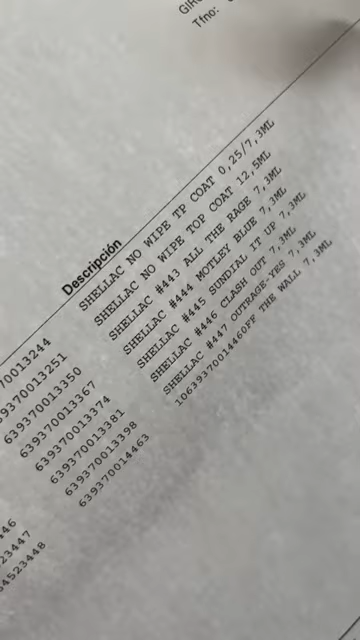 GIR
Tfno:
Descripción
70013244 SHELLAC NO WIPE TP COAT 0,25/7,3ML
639370013251 SHELLAC NO WIPE TOP COAT 12,5ML
639370013350 SHELLAC #443 ALL THE RAGE 7,3ML
639370013367 SHELLAC #444 MOTLEY BLUE 7,3ML
639370013374 SHELLAC #445 SUNDIAL IT UP 7,3ML
639370013381 SHELLAC #446 CLASH OUT 7,3ML
639370013398 SHELLAC #447 OUTRAGE-YES 7,3ML
639370014463 10639370014460FF THE WALL 7,3ML
46
23447
4523448